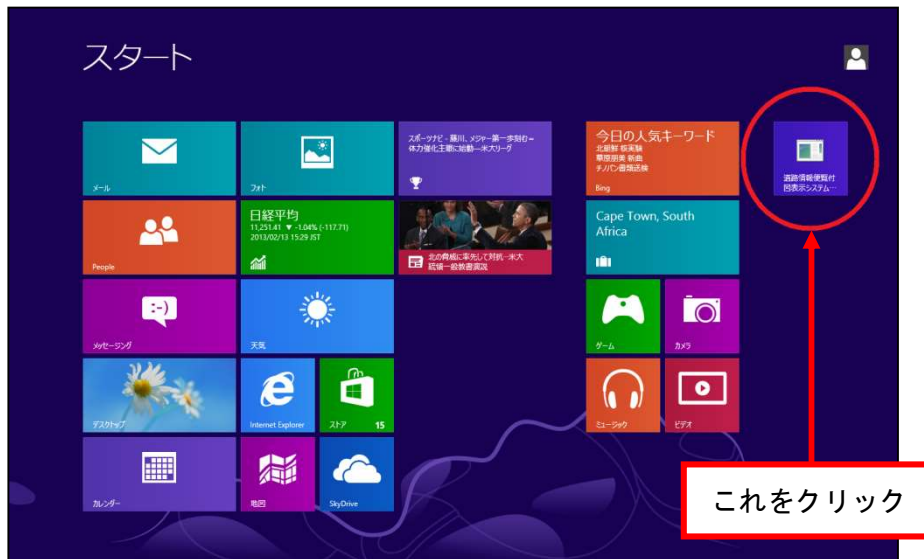 スタート
メール
フォト
スポーツナビ - 藤川、メジャー第一歩刻む=
体力強化主眼に始動―米大リーグ
今日の人気キーワード
北朝鮮 核実験
草原朋美 新曲
チノパン書類送検
Bing
道路情報便覧付
図表示システム…
People
日経平均
11,251.41 ▼ -1.04% (-117.71)
2013/02/13 15:29 JST
北の脅威に率先して対抗―米大
統領一般教書演説
Cape Town, South
Africa
メッセージング
:-)
天気
ゲーム
カメラ
デスクトップ
Internet Explorer
ストア
15
ミュージック
ビデオ
カレンダー
地図
SkyDrive
これをクリック